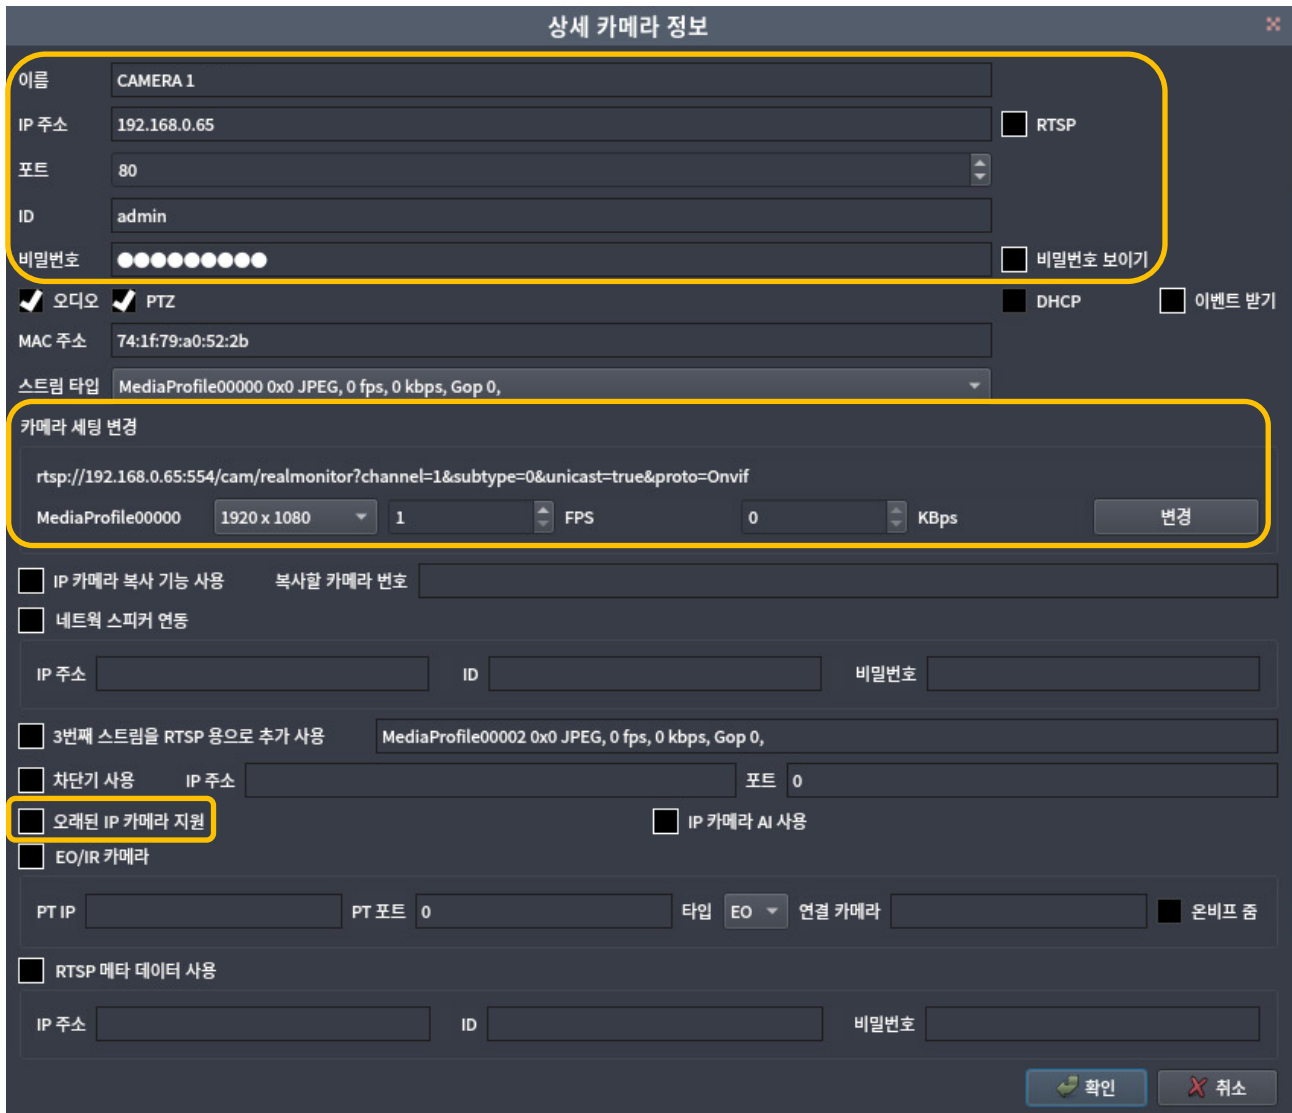 상세 카메라 정보
이름 CAMERA 1
IP 주소 192.168.0.65 RTSP
포트 80
ID admin
비밀번호 ●●●●●●●●● 비밀번호 보이기
오디오 PTZ DHCP 이벤트 받기
MAC 주소 74:1f:79:a0:52:2b
스트림 타입 MediaProfile00000 0x0 JPEG, 0 fps, 0 kbps, Gop 0,
카메라 세팅 변경
rtsp://192.168.0.65:554/cam/realmonitor?channel=1&subtype=0&unicast=true&proto=Onvif
MediaProfile00000 1920 x 1080 1 FPS 0 KBps 변경
IP 카메라 복사 기능 사용 복사할 카메라 번호
네트웍 스피커 연동
IP 주소 ID 비밀번호
3번째 스트림을 RTSP 용으로 추가 사용 MediaProfile00002 0x0 JPEG, 0 fps, 0 kbps, Gop 0,
차단기 사용 IP 주소 포트 0
오래된 IP 카메라 지원 IP 카메라 AI 사용
EO/IR 카메라
PT IP PT 포트 0 타입 EO 연결 카메라 온비프 줌
RTSP 메타 데이터 사용
IP 주소 ID 비밀번호
확인 취소